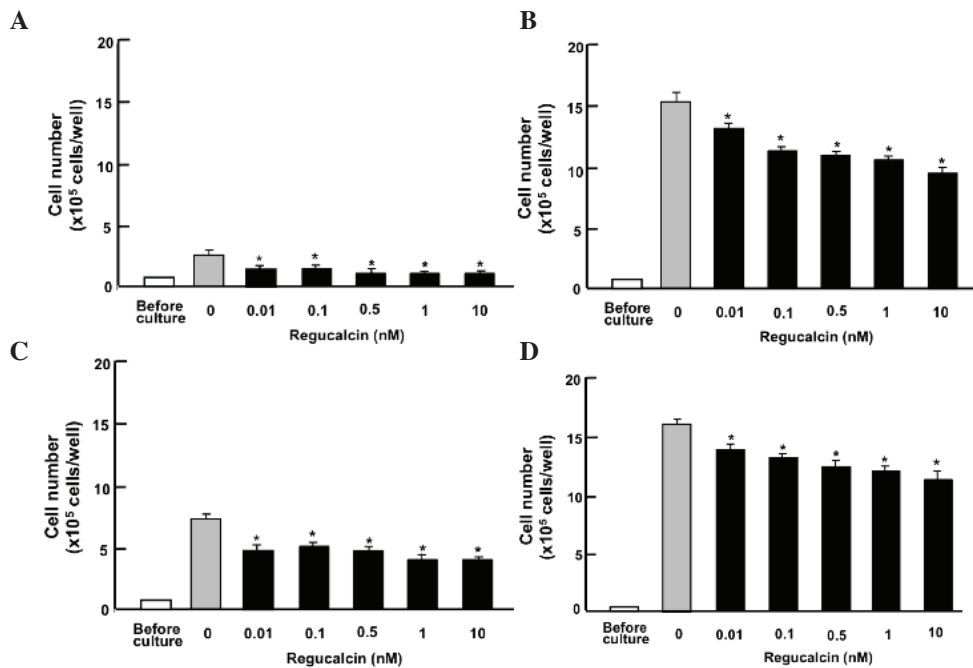 A
20
15
10
5
0
Cell number
(x10⁵ cells/well)
*
*
*
*
*
Before
culture
0
0.01
0.1
0.5
1
10
Regucalcin (nM)
B
20
15
10
5
0
Cell number
(x10⁵ cells/well)
*
*
*
*
*
Before
culture
0
0.01
0.1
0.5
1
10
Regucalcin (nM)
C
20
15
10
5
0
Cell number
(x10⁵ cells/well)
*
*
*
*
*
Before
culture
0
0.01
0.1
0.5
1
10
Regucalcin (nM)
D
20
15
10
5
0
Cell number
(x10⁵ cells/well)
*
*
*
*
*
Before
culture
0
0.01
0.1
0.5
1
10
Regucalcin (nM)